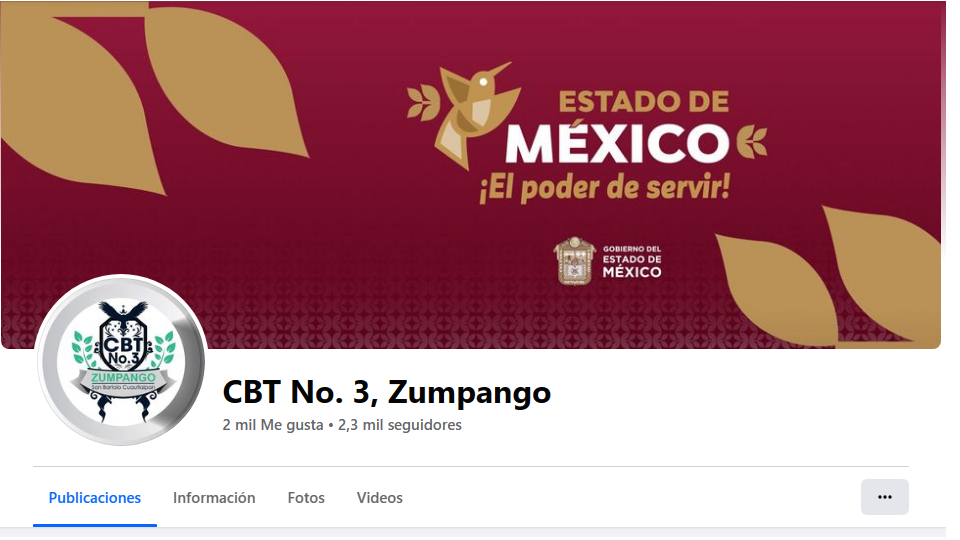 ESTADO DE
MÉXICO
¡El poder de servir!
GOBIERNO DEL
ESTADO DE
MÉXICO
CBT
No.3
ZUMPANGO
San Bartolo Cuautlalpan
CBT No. 3, Zumpango
2 mil Me gusta • 2,3 mil seguidores
Publicaciones Información Fotos Videos